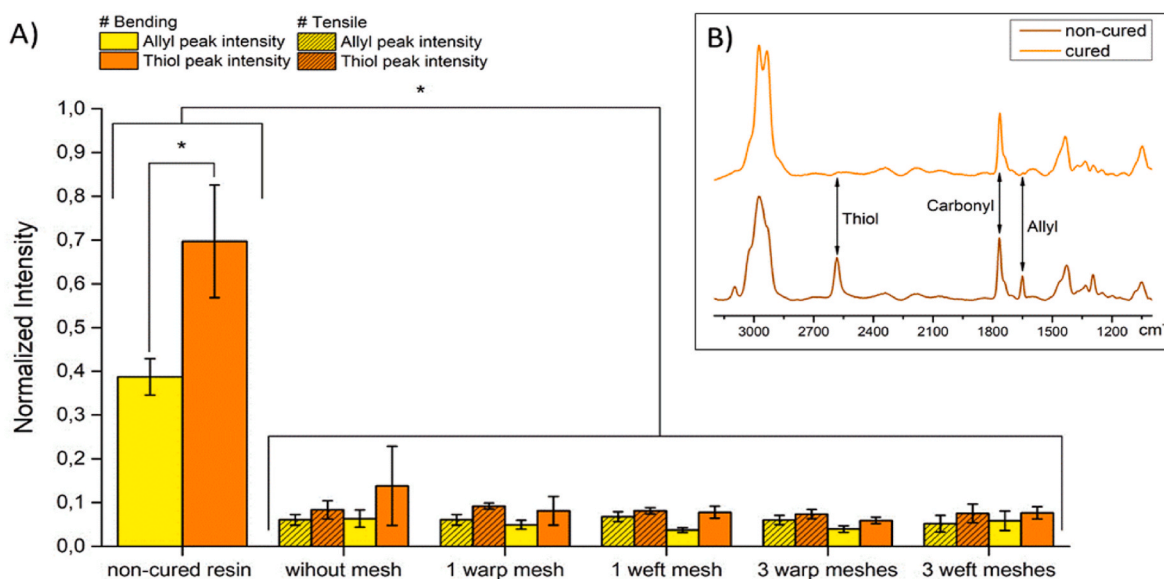 A)
# Bending # Tensile
Allyl peak intensity Allyl peak intensity
Thiol peak intensity Thiol peak intensity
*
*
Normalized Intensity
1,0
0,9
0,8
0,7
0,6
0,5
0,4
0,3
0,2
0,1
0,0
non-cured resin wihout mesh 1 warp mesh 1 weft mesh 3 warp meshes 3 weft meshes
B)
non-cured
cured
Thiol
Carbonyl
Allyl
3000 2700 2400 2100 1800 1500 1200 cm⁻